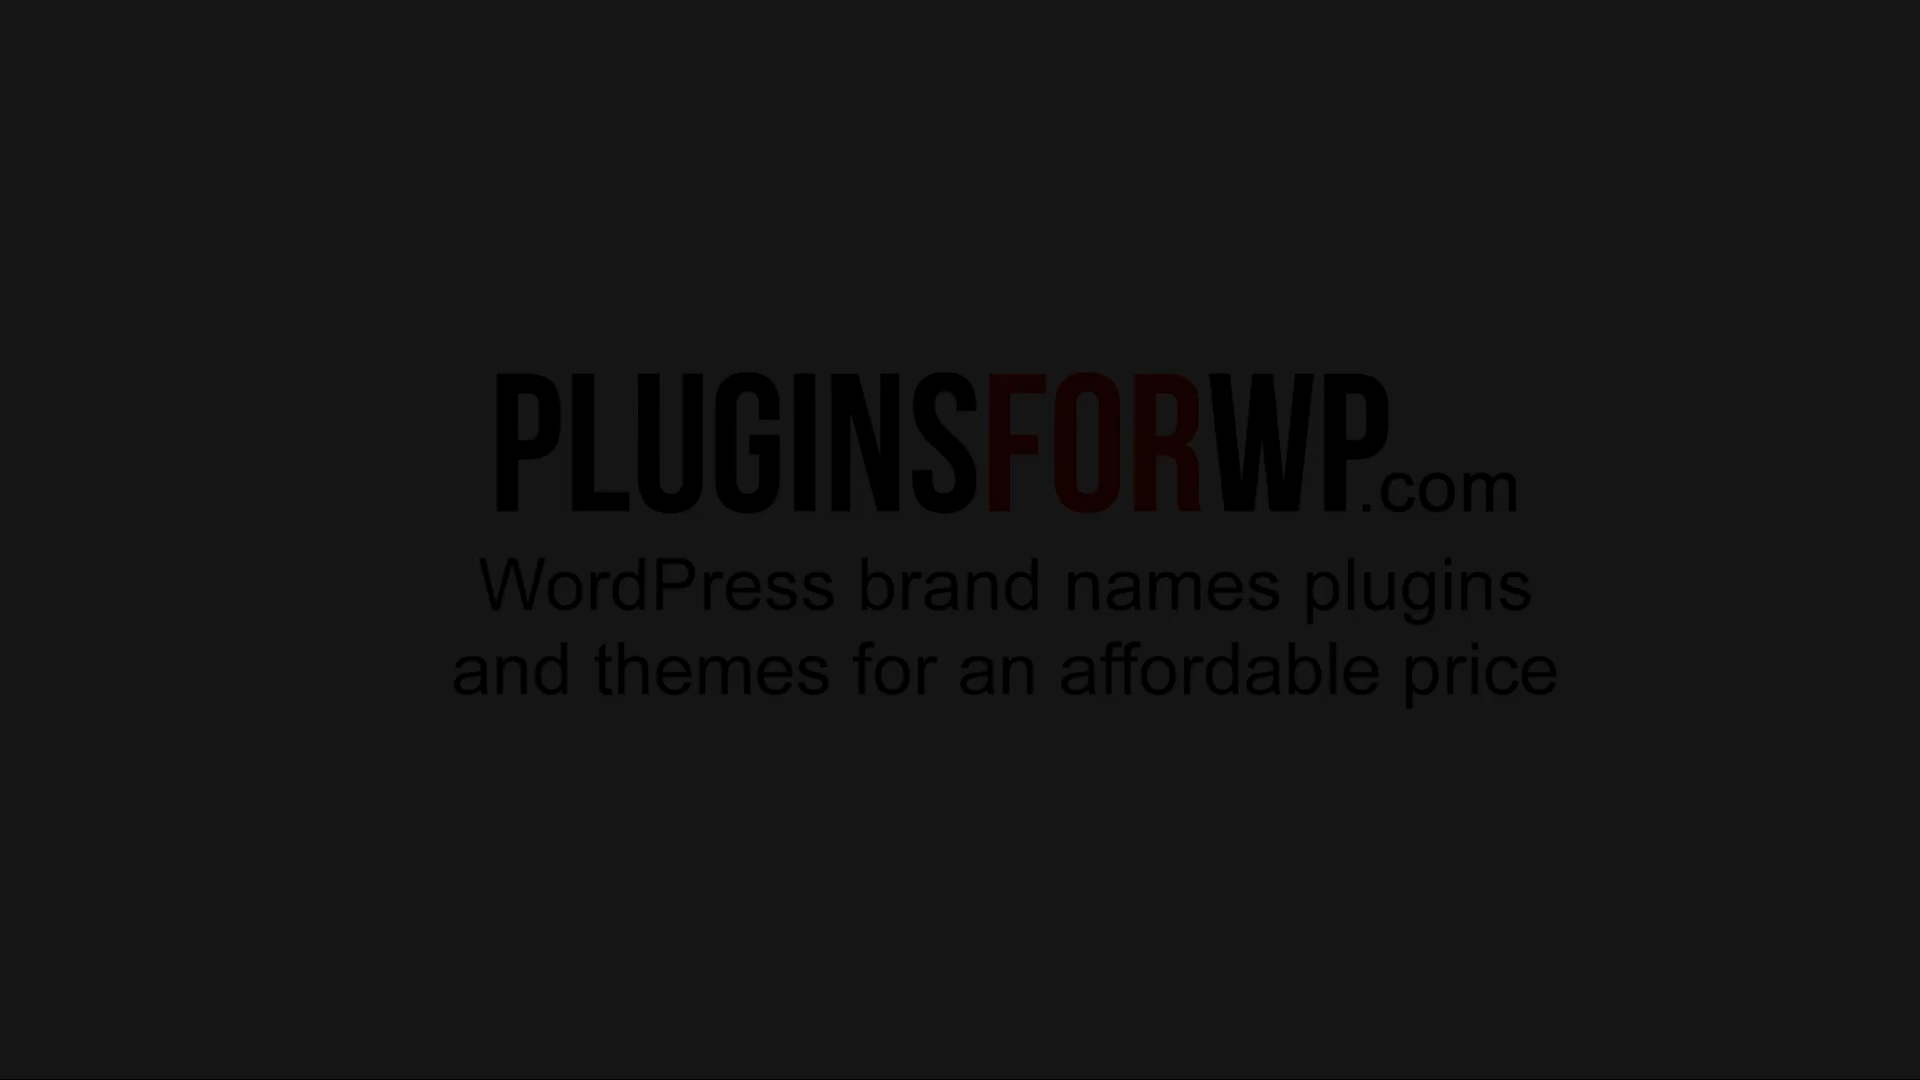 PLUGINSFORWP.com
WordPress brand names plugins
and themes for an affordable price